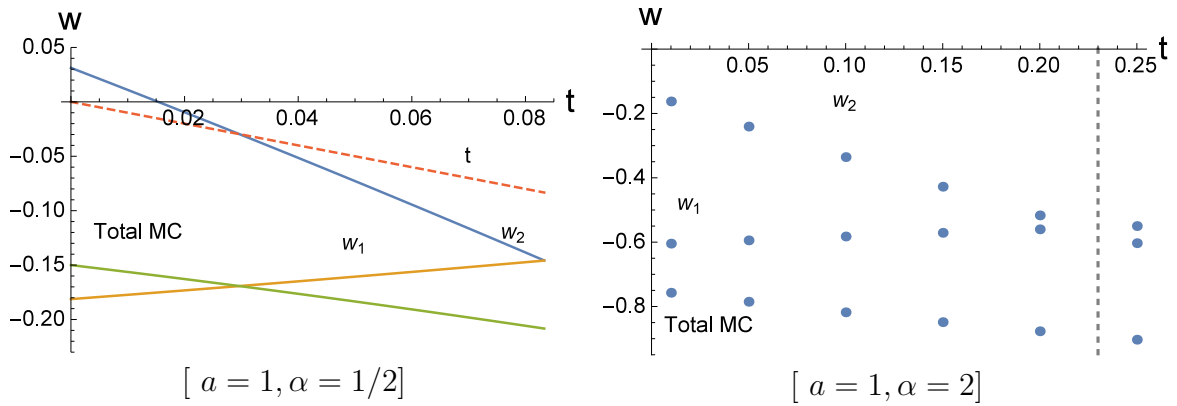 w
0.05
0.00
−0.05
−0.10
−0.15
−0.20
0.02
0.04
0.06
0.08
t
t
Total MC
w₁
w₂
[ a = 1, α = 1/2]
w
t
0.05
0.10
0.15
0.20
0.25
−0.2
−0.4
−0.6
−0.8
w₂
w₁
Total MC
[ a = 1, α = 2]